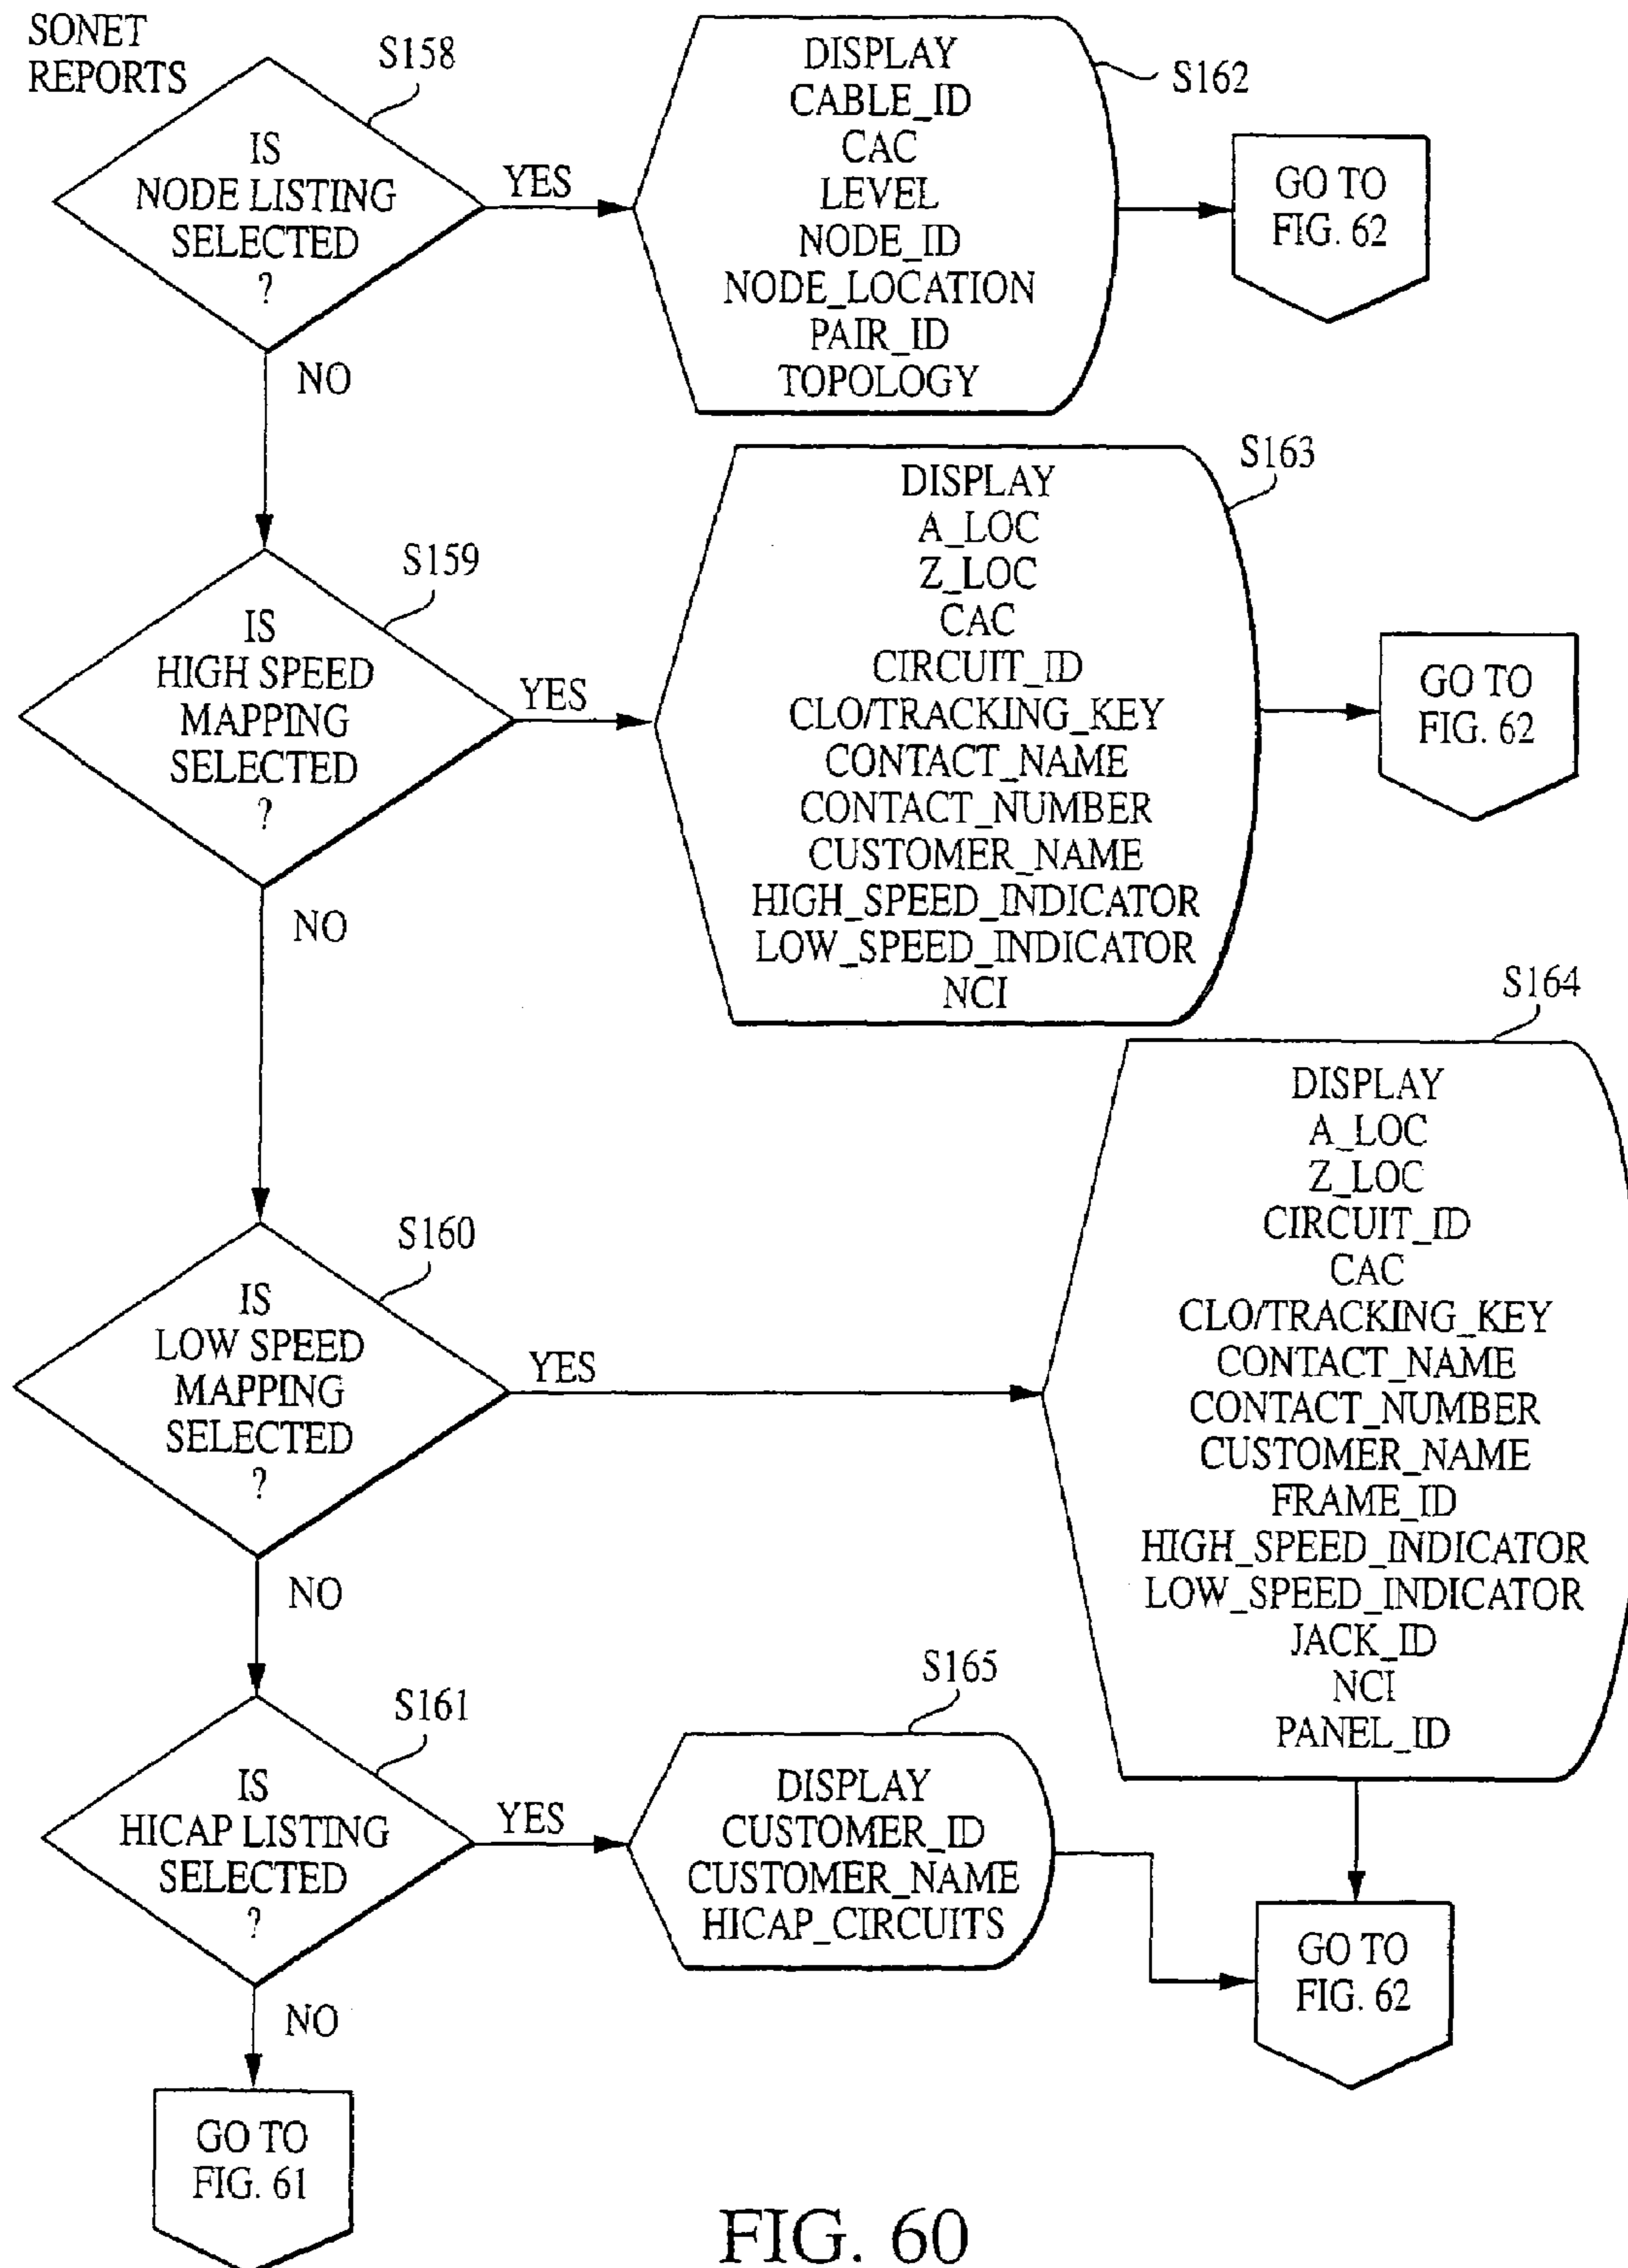 SONET
REPORTS
S158
IS
NODE LISTING
SELECTED
?
YES
NO
DISPLAY
CABLE_ID
CAC
LEVEL
NODE_ID
NODE_LOCATION
PAIR_ID
TOPOLOGY
S162
GO TO
FIG. 62
S159
IS
HIGH SPEED
MAPPING
SELECTED
?
YES
NO
DISPLAY
A_LOC
Z_LOC
CAC
CIRCUIT_ID
CLO/TRACKING_KEY
CONTACT_NAME
CONTACT_NUMBER
CUSTOMER_NAME
HIGH_SPEED_INDICATOR
LOW_SPEED_INDICATOR
NCI
S163
GO TO
FIG. 62
S160
IS
LOW SPEED
MAPPING
SELECTED
?
YES
NO
S164
DISPLAY
A_LOC
Z_LOC
CIRCUIT_ID
CAC
CLO/TRACKING_KEY
CONTACT_NAME
CONTACT_NUMBER
CUSTOMER_NAME
FRAME_ID
HIGH_SPEED_INDICATOR
LOW_SPEED_INDICATOR
JACK_ID
NCI
PANEL_ID
S161
IS
HICAP LISTING
SELECTED
?
YES
NO
S165
DISPLAY
CUSTOMER_ID
CUSTOMER_NAME
HICAP_CIRCUITS
GO TO
FIG. 62
GO TO
FIG. 61
FIG. 60